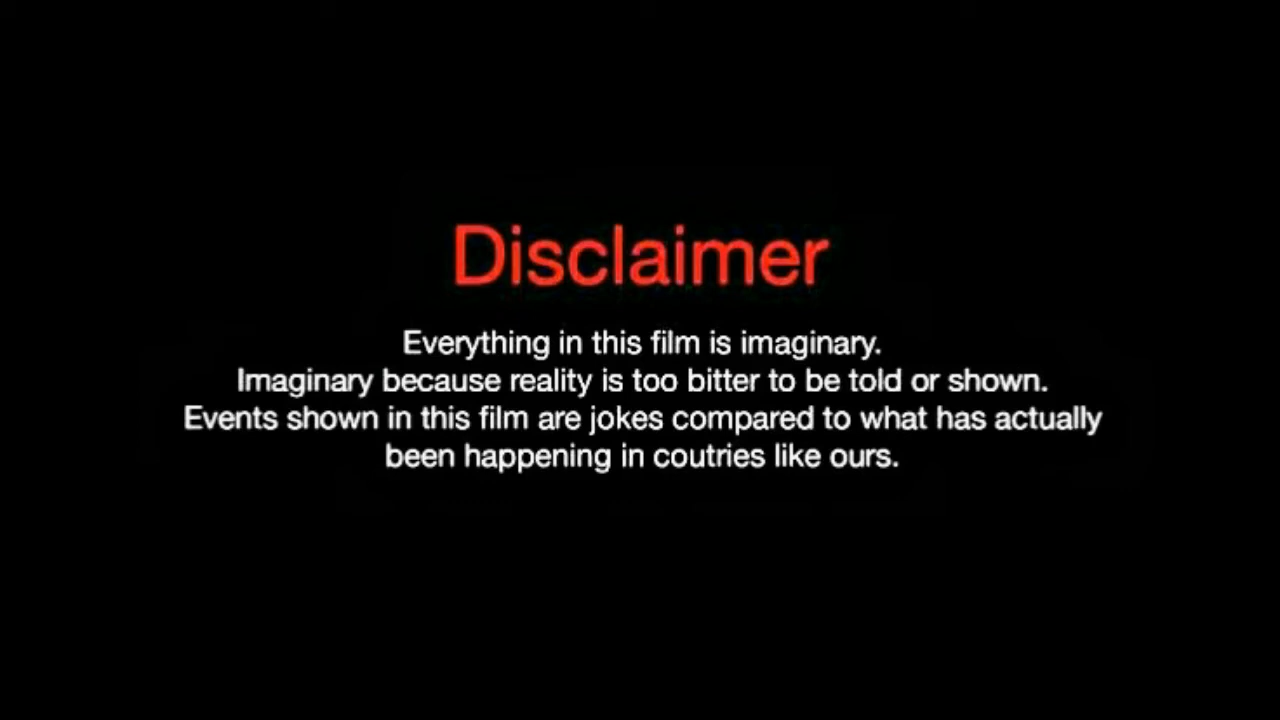 Disclaimer
Everything in this film is imaginary.
Imaginary because reality is too bitter to be told or shown.
Events shown in this film are jokes compared to what has actually
been happening in coutries like ours.